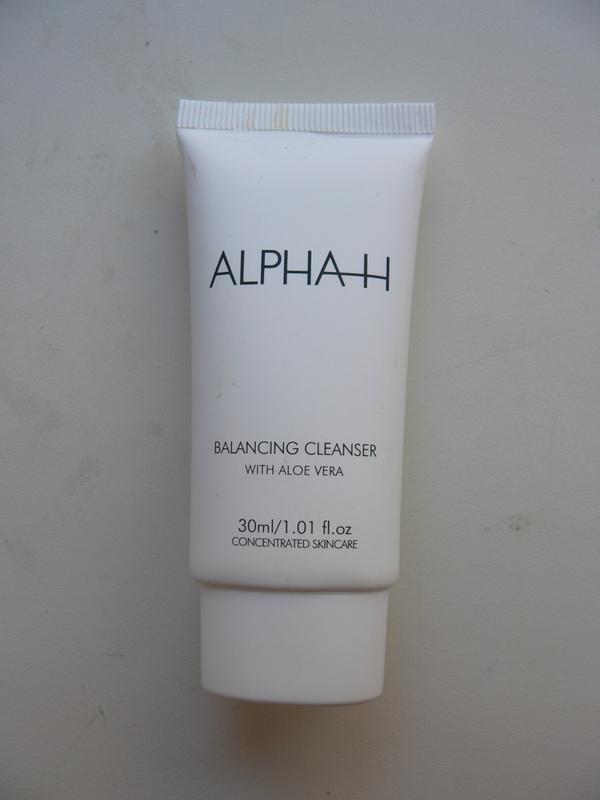 ALPHA-H
BALANCING CLEANSER
WITH ALOE VERA
30ml/1.01 fl.oz
CONCENTRATED SKINCARE